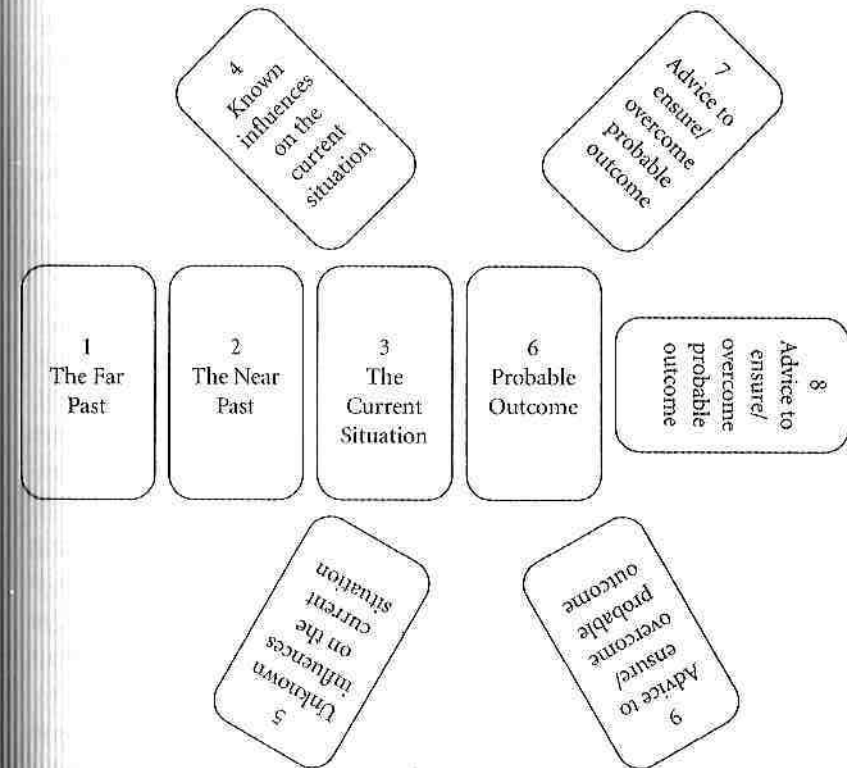 4
Known
influences
on the
current
situation
7
Advice to
ensure/
overcome
probable
outcome
1
The Far
Past
2
The Near
Past
3
The
Current
Situation
6
Probable
Outcome
8
Advice to
ensure/
overcome
probable
outcome
5
Unknown
influences
on the
current
situation
9
Advice to
ensure/
overcome
probable
outcome